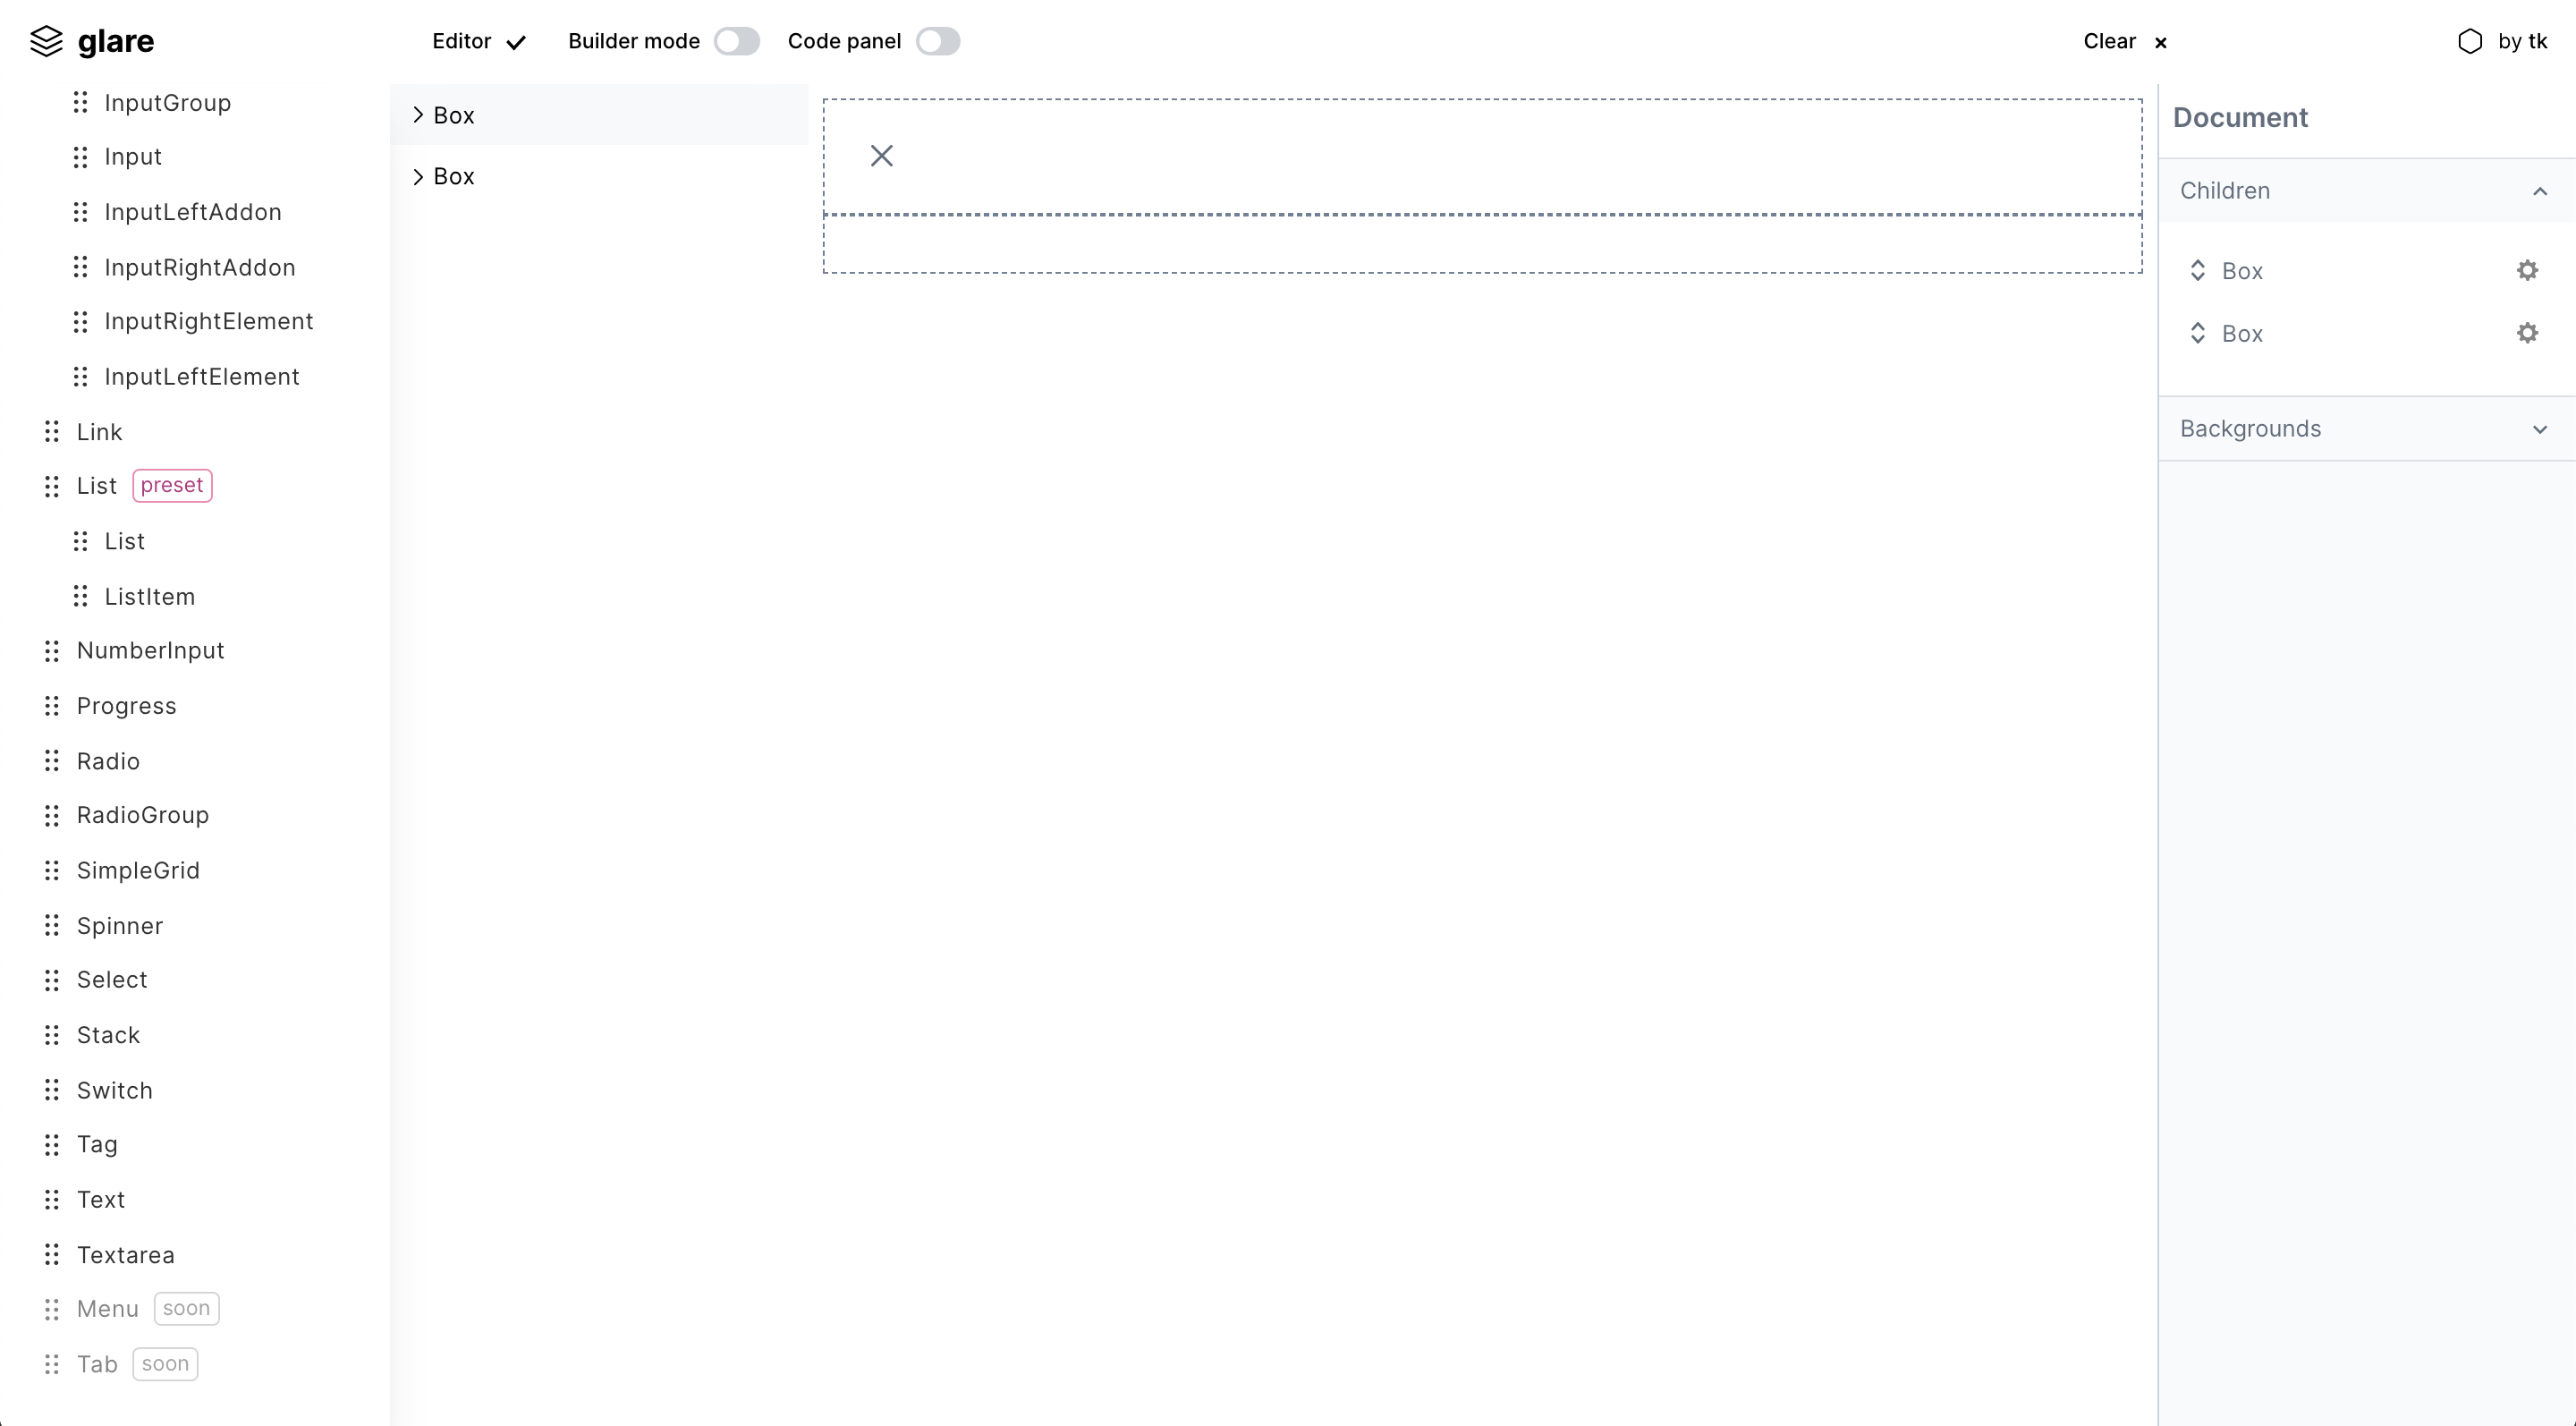 glare
Editor
Builder mode
Code panel
Clear
by tk
InputGroup
Input
InputLeftAddon
InputRightAddon
InputRightElement
InputLeftElement
Link
List preset
List
ListItem
NumberInput
Progress
Radio
RadioGroup
SimpleGrid
Spinner
Select
Stack
Switch
Tag
Text
Textarea
Menu soon
Tab soon
Box
Box
Document
Children
Box
Box
Backgrounds